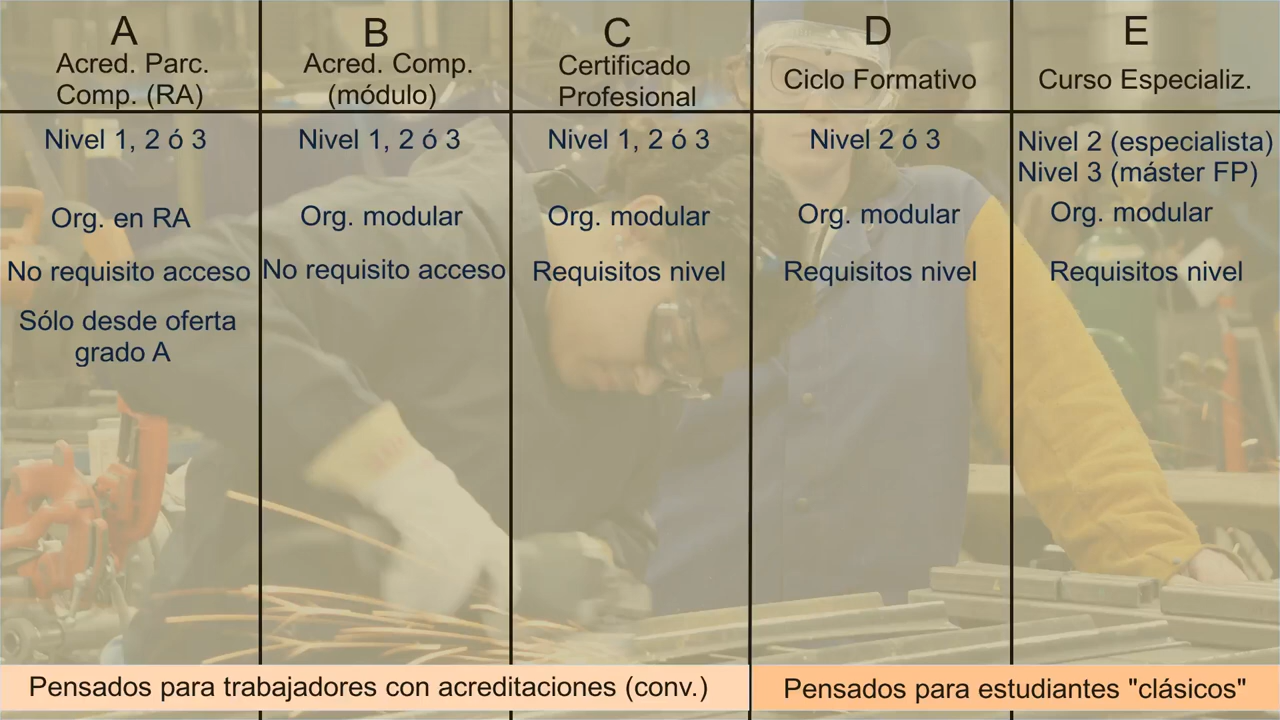 A
Acred. Parc.
Comp. (RA)
Nivel 1, 2 ó 3
Org. en RA
No requisito acceso
Sólo desde oferta
grado A
B
Acred. Comp.
(módulo)
Nivel 1, 2 ó 3
Org. modular
No requisito acceso
C
Certificado
Profesional
Nivel 1, 2 ó 3
Org. modular
Requisitos nivel
D
Ciclo Formativo
Nivel 2 ó 3
Org. modular
Requisitos nivel
E
Curso Especializ.
Nivel 2 (especialista)
Nivel 3 (máster FP)
Org. modular
Requisitos nivel
Pensados para trabajadores con acreditaciones (conv.)
Pensados para estudiantes "clásicos"